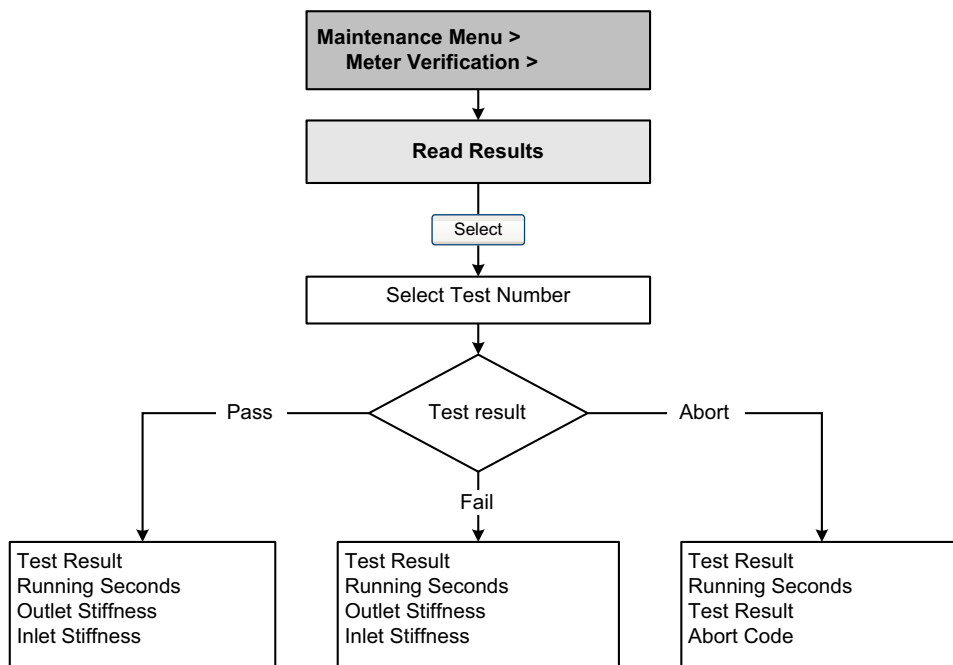 Maintenance Menu >
Meter Verification >
Read Results
Select
Select Test Number
Pass
Test result
Abort
Fail
Test Result
Running Seconds
Outlet Stiffness
Inlet Stiffness
Test Result
Running Seconds
Outlet Stiffness
Inlet Stiffness
Test Result
Running Seconds
Test Result
Abort Code